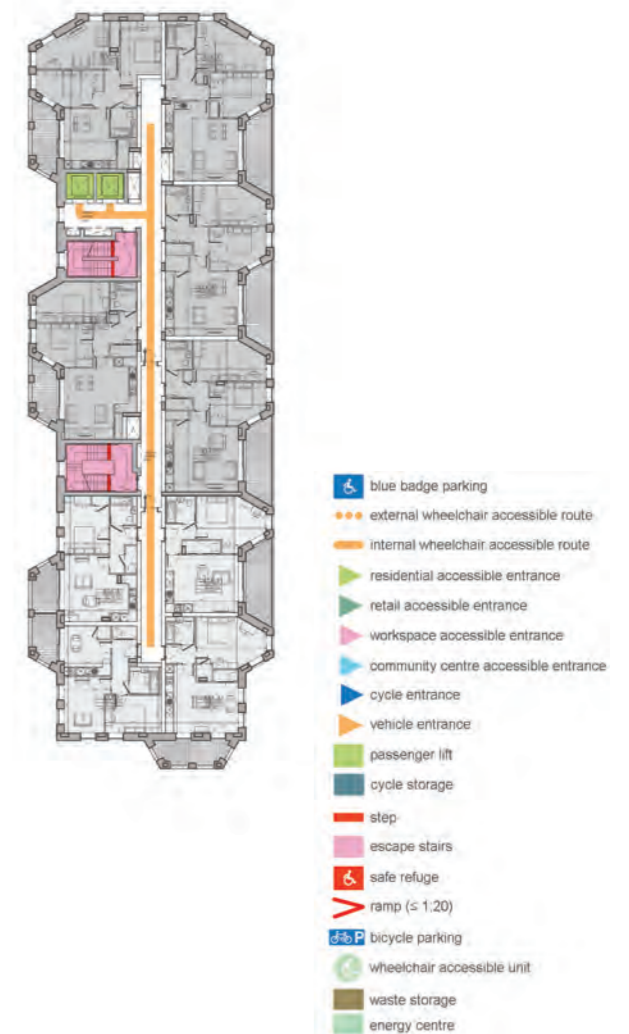 blue badge parking
external wheelchair accessible route
internal wheelchair accessible route
residential accessible entrance
retail accessible entrance
workspace accessible entrance
community centre accessible entrance
cycle entrance
vehicle entrance
passenger lift
cycle storage
step
escape stairs
safe refuge
ramp (≤ 1:20)
P bicycle parking
wheelchair accessible unit
waste storage
energy centre